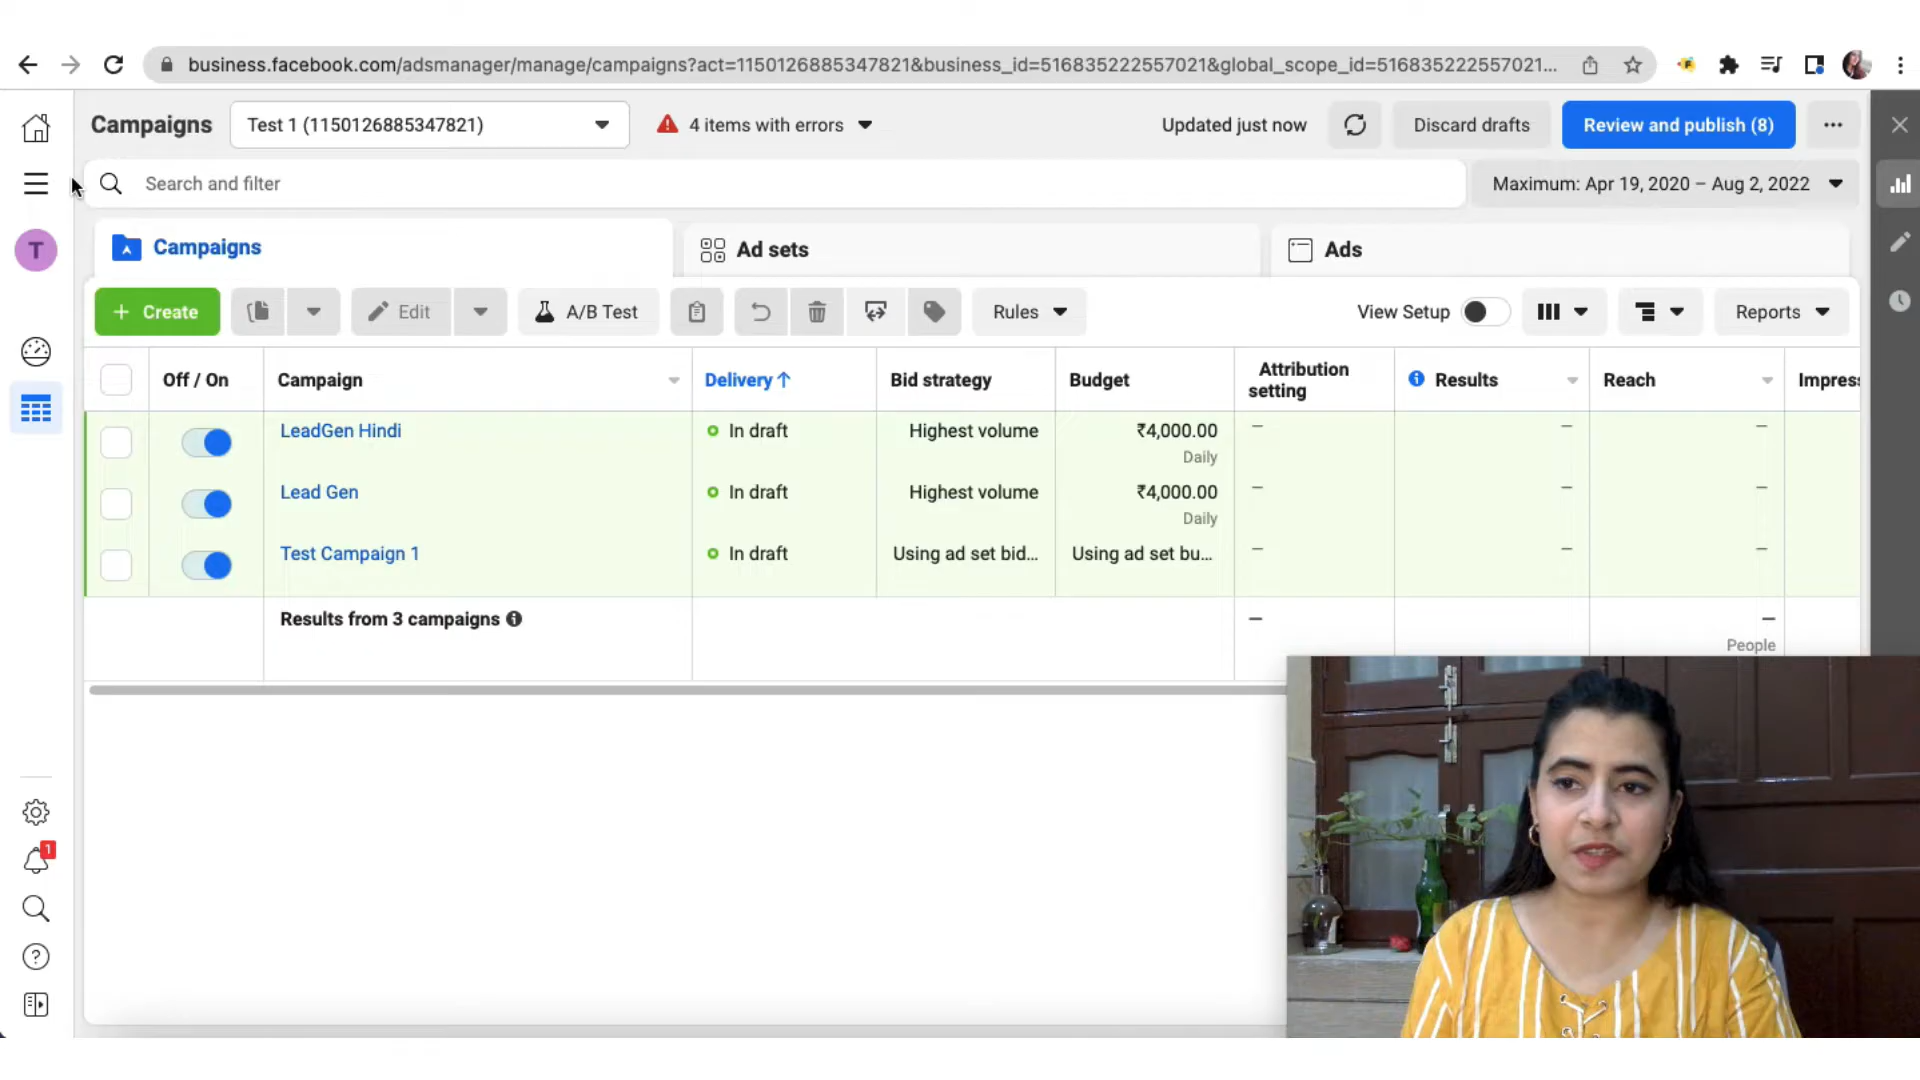 business.facebook.com/adsmanager/manage/campaigns?act=1150126885347821&business_id=516835222557021&global_scope_id=516835222557021...
Campaigns
Test 1 (1150126885347821)
4 items with errors
Updated just now
Discard drafts
Review and publish (8)
Search and filter
Maximum: Apr 19, 2020 – Aug 2, 2022
T
Campaigns
Ad sets
Ads
+ Create
Edit
A/B Test
Rules
View Setup
Reports
Off / On
Campaign
Delivery ↑
Bid strategy
Budget
Attribution
setting
Results
Reach
Impress
LeadGen Hindi
In draft
Highest volume
₹4,000.00
Daily
–
–
–
Lead Gen
In draft
Highest volume
₹4,000.00
Daily
–
–
–
Test Campaign 1
In draft
Using ad set bid...
Using ad set bu...
–
–
–
Results from 3 campaigns
–
–
People
1